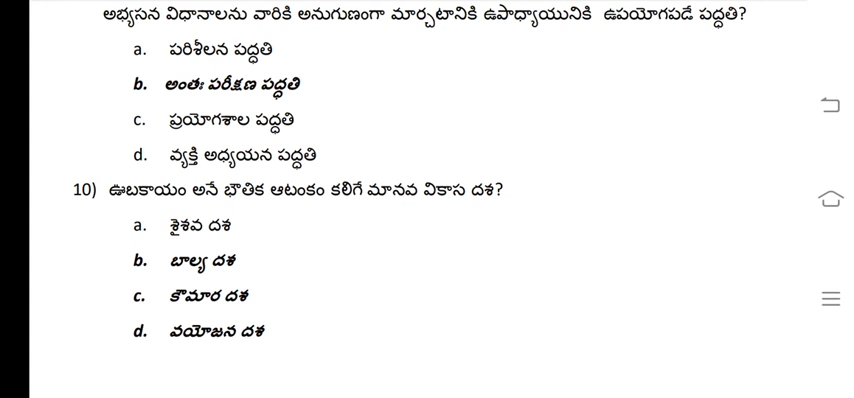 అభ్యసన విధానాలను వారికి అనుగుణంగా మార్చటానికి ఉపాధ్యాయునికి ఉపయోగపడే పద్ధతి?
a. పరిశీలన పద్ధతి
b. అంతః పరీక్షణ పద్ధతి
c. ప్రయోగశాల పద్ధతి
d. వ్యక్తి అధ్యయన పద్ధతి
10) ఊబకాయం అనే భౌతిక ఆటంకం కలిగే మానవ వికాస దశ?
a. శైశవ దశ
b. బాల్య దశ
c. కౌమార దశ
d. వయోజన దశ